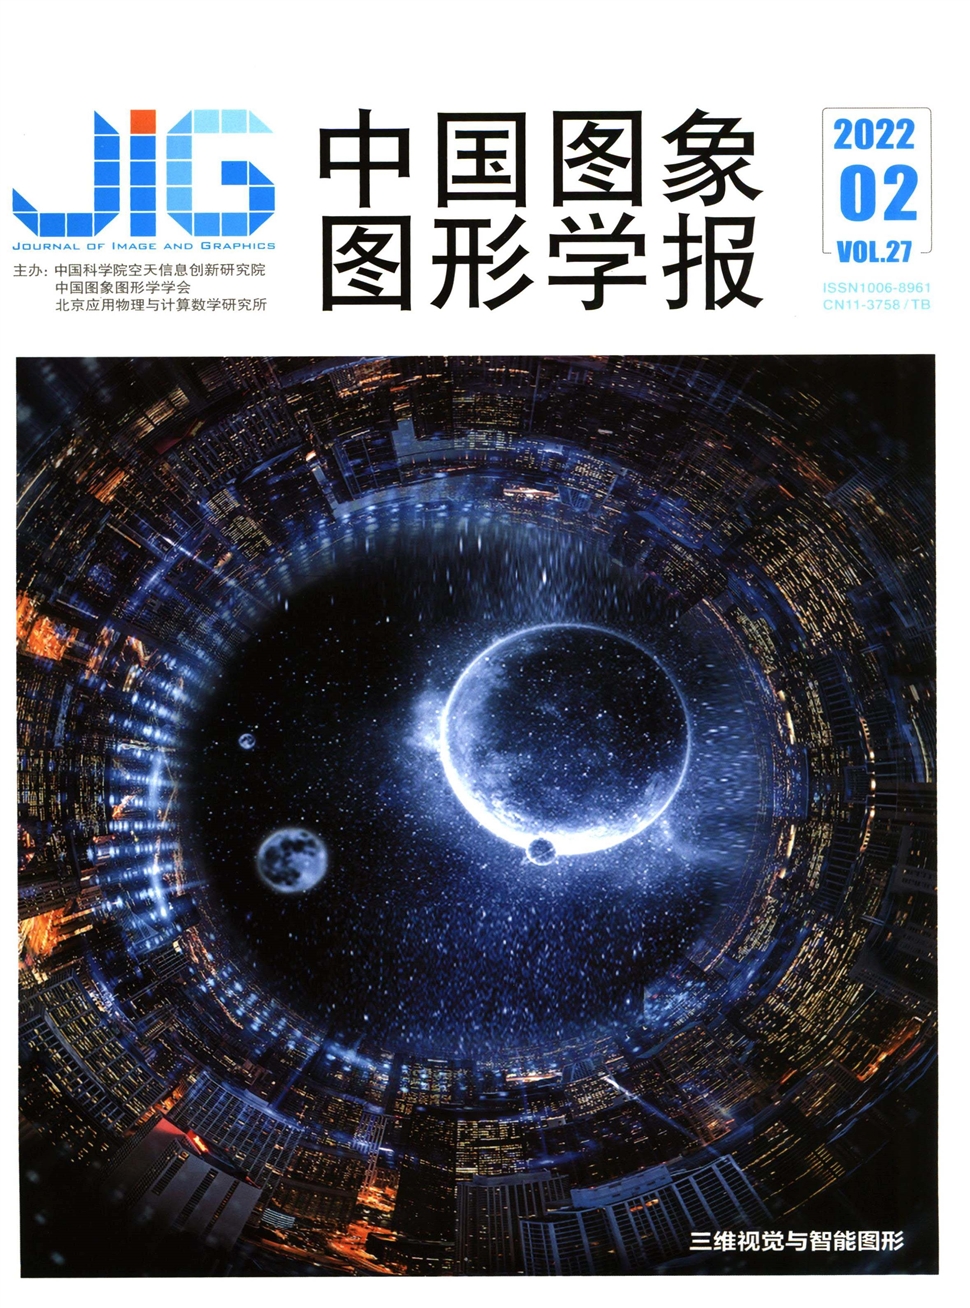 JIG
JOURNAL OF IMAGE AND GRAPHICS
主办：中国科学院空天信息创新研究院
中国图象图形学学会
北京应用物理与计算数学研究所
中国图象
图形学报
2022
02
VOL.27
ISSN1006-8961
CN11-3758/TB
三维视觉与智能图形